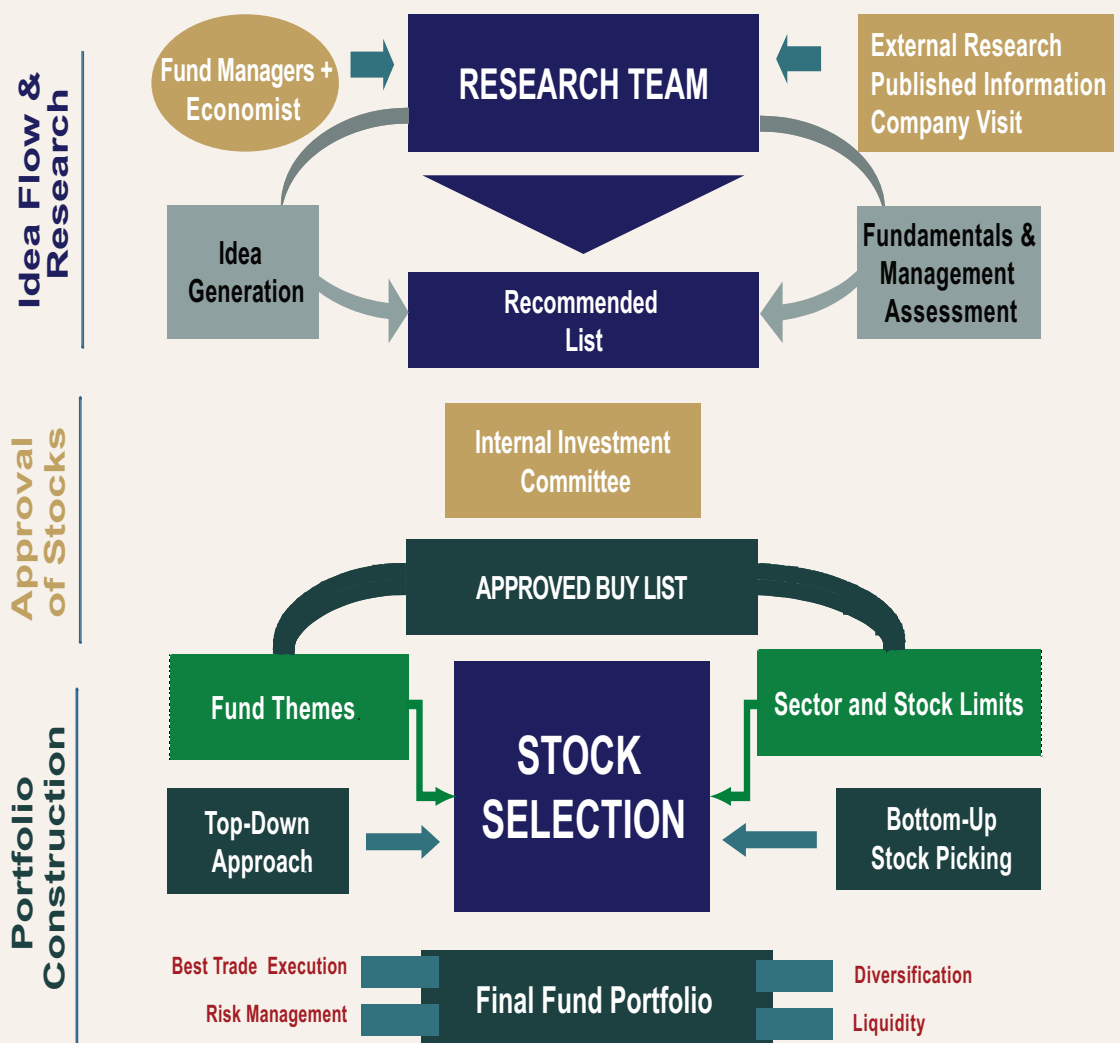 Idea Flow &
Research
Fund Managers +
Economist
RESEARCH TEAM
External Research
Published Information
Company Visit
Idea
Generation
Fundamentals &
Management
Assessment
Recommended
List
Approval
of Stocks
Internal Investment
Committee
APPROVED BUY LIST
Portfolio
Construction
Fund Themes
Sector and Stock Limits
STOCK
SELECTION
Top-Down
Approach
Bottom-Up
Stock Picking
Best Trade Execution
Risk Management
Final Fund Portfolio
Diversification
Liquidity